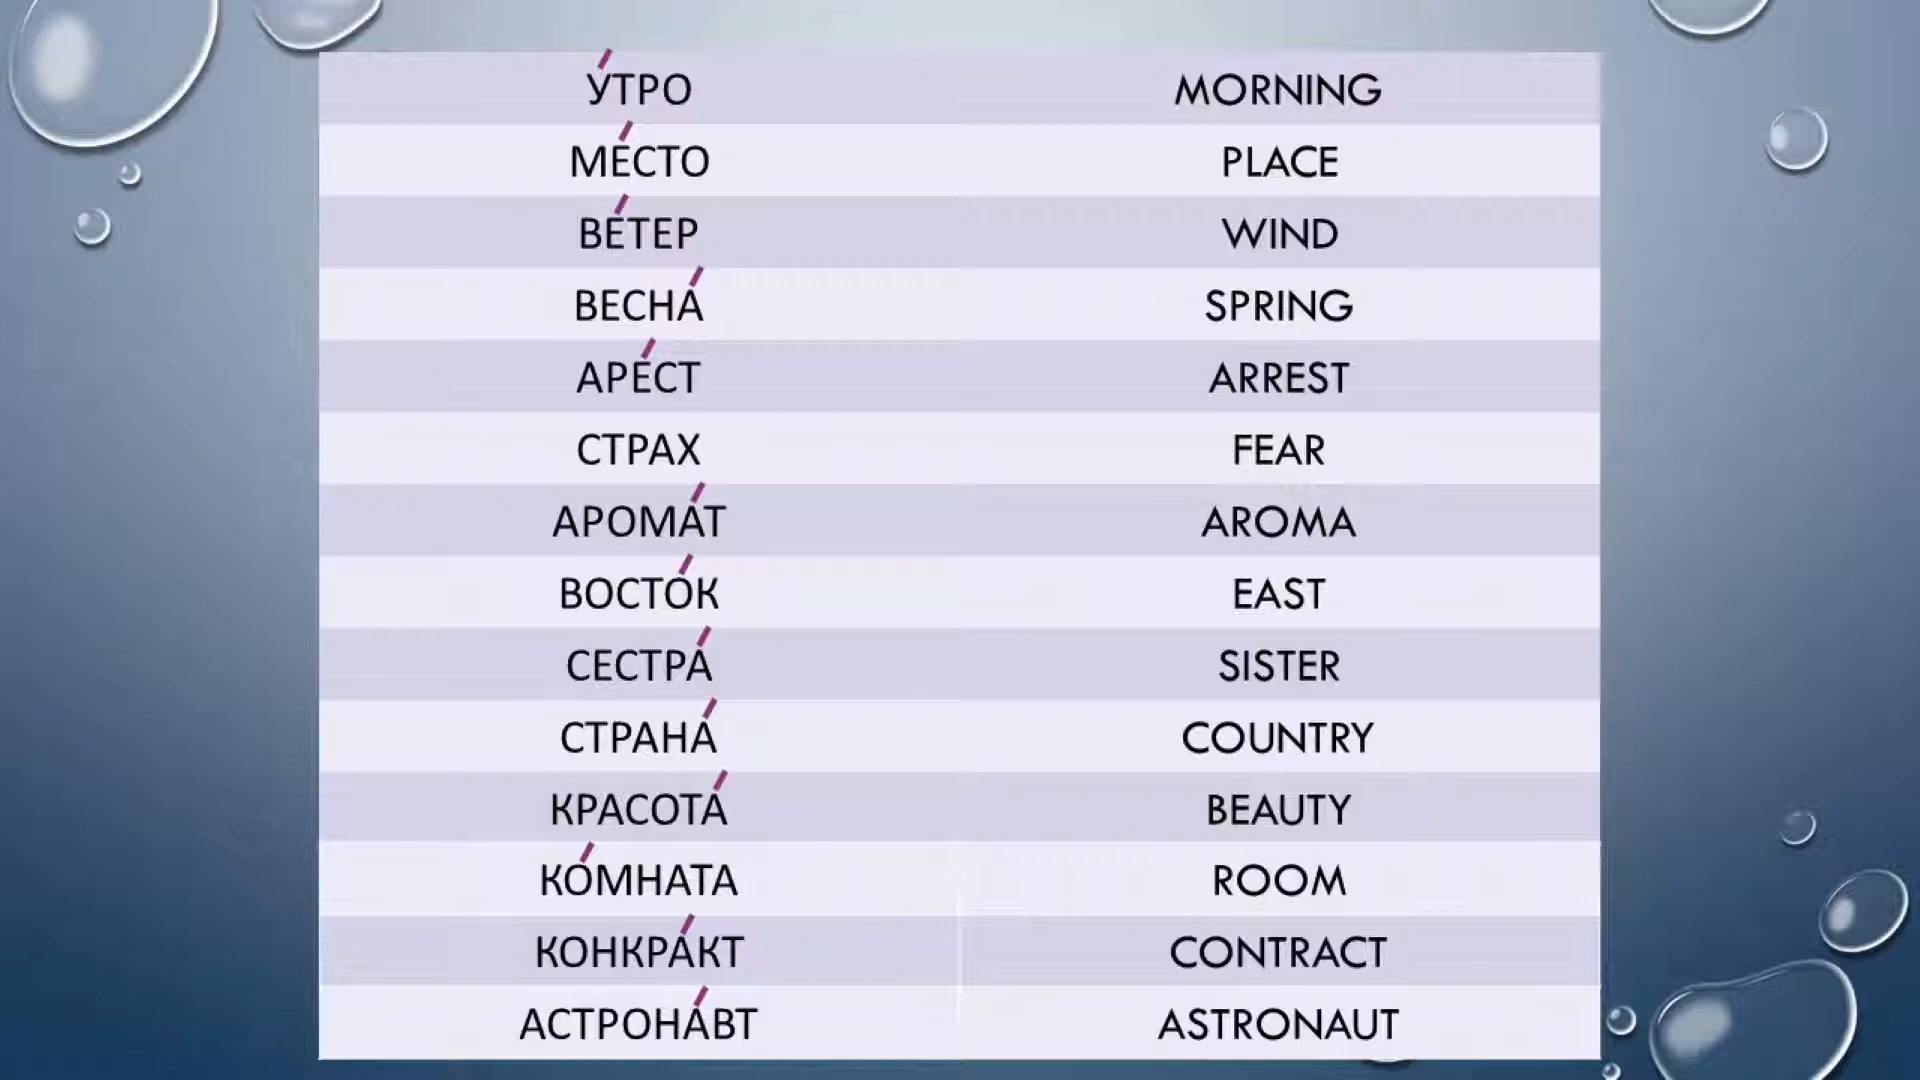 УТРО MORNING
МЕСТО PLACE
ВЕТЕР WIND
ВЕСНА SPRING
АРЕСТ ARREST
СТРАХ FEAR
АРОМАТ AROMA
ВОСТОК EAST
СЕСТРА SISTER
СТРАНА COUNTRY
КРАСОТА BEAUTY
КОМНАТА ROOM
КОНКРАКТ CONTRACT
АСТРОНАВТ ASTRONAUT